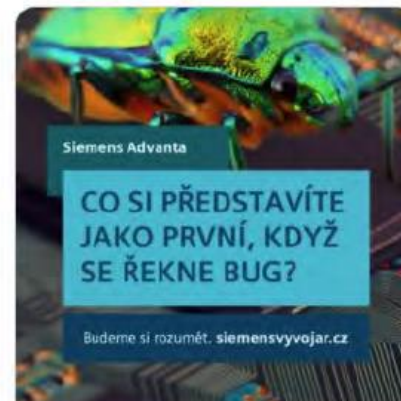 Siemens Advanta
CO SI PŘEDSTAVÍTE
JAKO PRVNÍ, KDYŽ
SE ŘEKNE BUG?
Budeme si rozumět. siemensvyvojar.cz